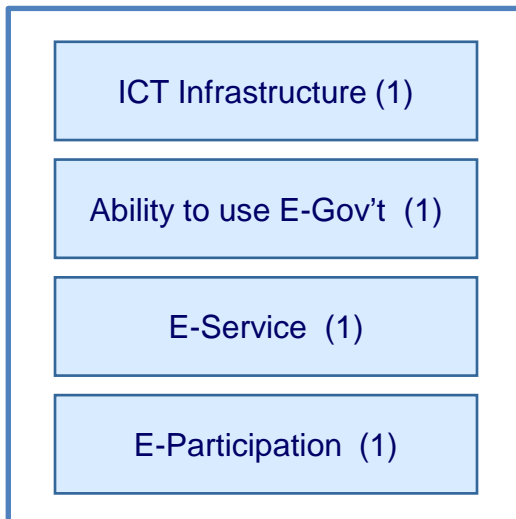 ICT Infrastructure (1)
Ability to use E-Gov’t  (1)
E-Service  (1)
E-Participation  (1)